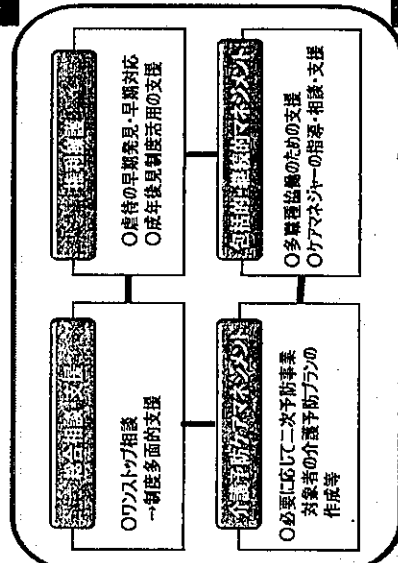 総合相談支援
○ワンストップ相談
→制度多面的支援
権利擁護
○虐待の早期発見・早期対応
○成年後見制度活用の支援
介護予防ケアマネジメント
○必要に応じて二次予防事業
対象者の介護予防プランの
作成等
包括的・継続的マネジメント
○多職種協働のための支援
○ケアマネジャーの指導・相談・支援